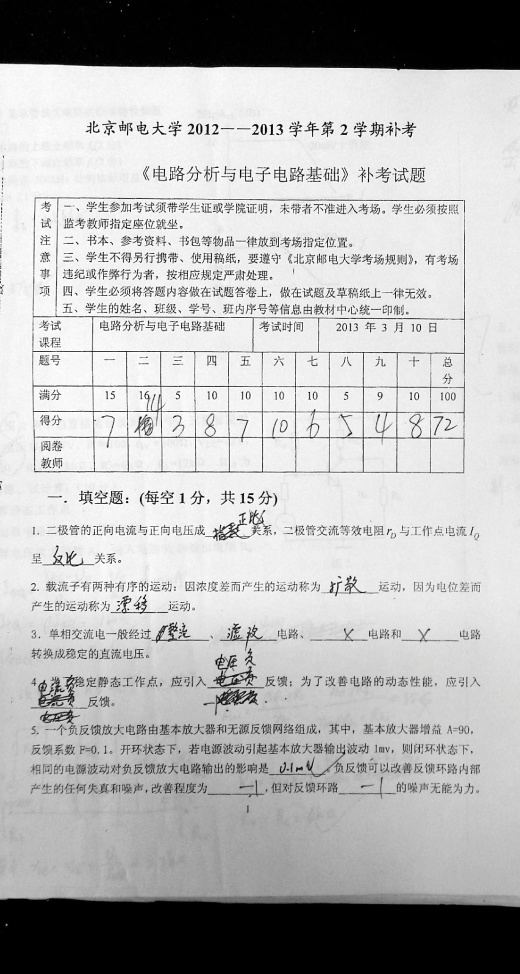 北京邮电大学 2012——2013 学年第 2 学期补考
《电路分析与电子电路基础》补考试题
考试注意事项
一、学生参加考试须带学生证或学院证明，未带者不准进入考场。学生必须按照
监考教师指定座位就坐。
二、书本、参考资料、书包等物品一律放到考场指定位置。
三、学生不得另行携带、使用稿纸，要遵守《北京邮电大学考场规则》，有考场
违纪或作弊行为者，按相应规定严肃处理。
四、学生必须将答题内容做在试题答卷上，做在试题及草稿纸上一律无效。
五、学生的姓名、班级、学号、班内序号等信息由教材中心统一印制。
考试课程 电路分析与电子电路基础 考试时间 2013 年 3 月 10 日
题号 一 二 三 四 五 六 七 八 九 十 总分
满分 15 16 5 10 10 10 10 5 9 10 100
得分 7 14 3 8 7 10 6 5 4 8 72
阅卷教师
一．填空题：(每空 1 分，共 15 分)
正比
1. 二极管的正向电流与正向电压成 指数 关系，二极管交流等效电阻 r_D 与工作点电流 I_Q
呈 反比 关系。
2. 载流子有两种有序的运动：因浓度差而产生的运动称为 扩散 运动，因为电位差而
产生的运动称为 漂移 运动。
3. 单相交流电一般经过 、 滤波 电路、 X 电路和 X 电路
转换成稳定的直流电压。
电压负
4. 稳定静态工作点，应引入 反馈；为了改善电路的动态性能，应引入
反馈。
5. 一个负反馈放大电路由基本放大器和无源反馈网络组成，其中，基本放大器增益 A=90,
反馈系数 F=0.1。开环状态下，若电源波动引起基本放大器输出波动 1mv，则闭环状态下，
相同的电源波动对负反馈放大电路输出的影响是 0.1mV 。负反馈可以改善反馈环路内部
产生的任何失真和噪声,改善程度为 ,但对反馈环路 的噪声无能为力。
1